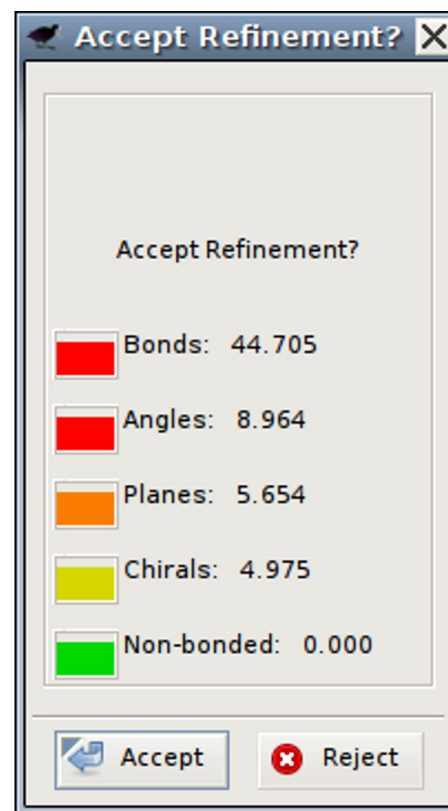 Accept Refinement?
Accept Refinement?
Bonds: 44.705
Angles: 8.964
Planes: 5.654
Chirals: 4.975
Non-bonded: 0.000
Accept Reject